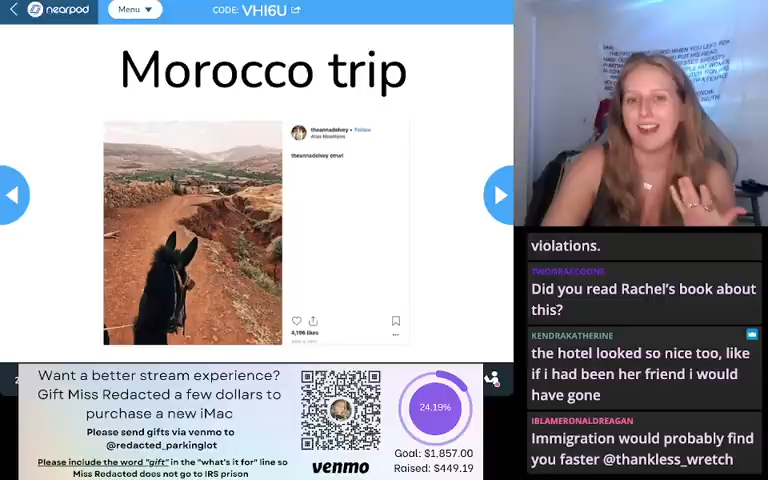 nearpod
Menu ▼
CODE: VHI6U
Morocco trip
theannadelvey • Follow
Atlas Mountains
theannadelvey omw!
4,196 likes
violations.
TWOORACCOONS
Did you read Rachel's book about
this?
KENDRAKATHERINE
the hotel looked so nice too, like
if i had been her friend i would
have gone
IBLAMERONALDREAGAN
Immigration would probably find
you faster @thankless_wretch
Want a better stream experience?
Gift Miss Redacted a few dollars to
purchase a new iMac
Please send gifts via venmo to
@redacted_parkinglot
Please include the word "gift" in the "what's it for" line so
Miss Redacted does not go to IRS prison
venmo
24.19%
Goal: $1,857.00
Raised: $449.19